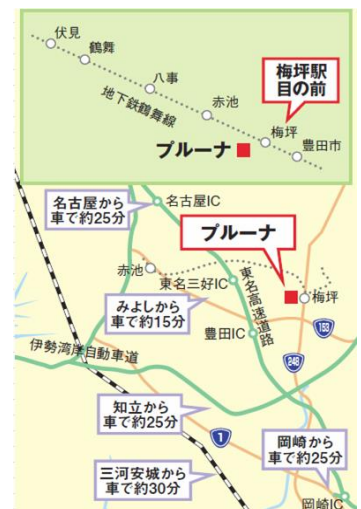 伏見
鶴舞
八事
地下鉄鶴舞線
赤池
梅坪駅
目の前
梅坪
豊田市
プルーナ
名古屋から
車で約25分
名古屋IC
プルーナ
赤池
東名三好IC
東名高速道路
梅坪
みよしから
車で約15分
153
豊田IC
伊勢湾岸自動車道
248
知立から
車で約25分
1
岡崎から
車で約25分
三河安城から
車で約30分
岡崎IC